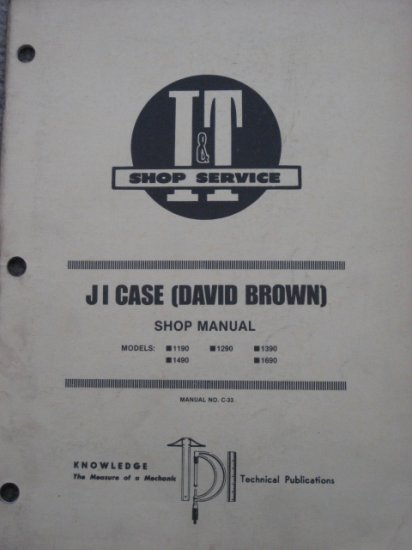 I&T
SHOP SERVICE
J I CASE (DAVID BROWN)
SHOP MANUAL
MODELS: ■1190 ■1290 ■1390
■1490 ■1690
MANUAL NO. C-33
KNOWLEDGE
The Measure of a Mechanic
TPI
Technical Publications